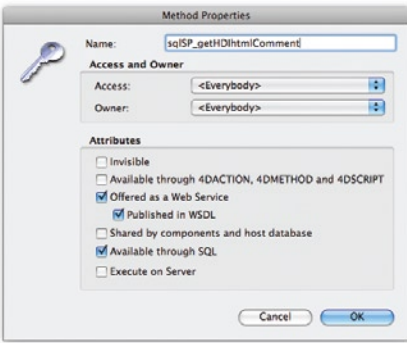 Method Properties
Name: sqlSP_getHDIhtmlComment
Access and Owner
Access: <Everybody>
Owner: <Everybody>
Attributes
Invisible
Available through 4DACTION, 4DMETHOD and 4DSCRIPT
Offered as a Web Service
Published in WSDL
Shared by components and host database
Available through SQL
Execute on Server
Cancel OK